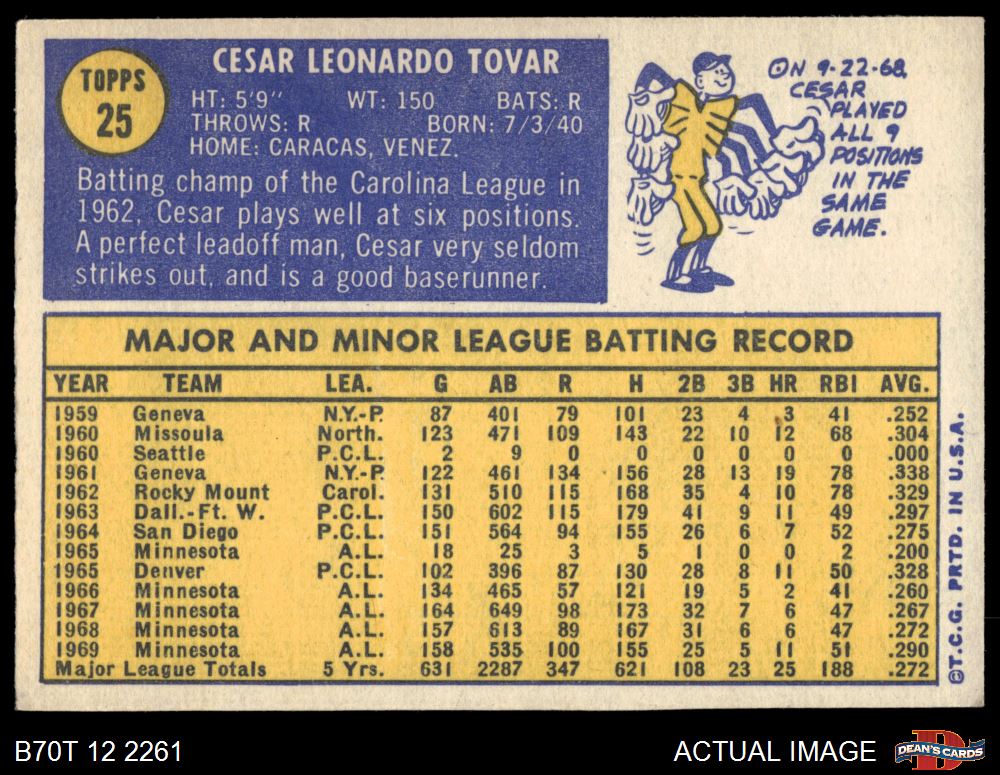 TOPPS
25
CESAR LEONARDO TOVAR
HT: 5'9" WT: 150 BATS: R
THROWS: R BORN: 7/3/40
HOME: CARACAS, VENEZ.
Batting champ of the Carolina League in
1962, Cesar plays well at six positions.
A perfect leadoff man, Cesar very seldom
strikes out, and is a good baserunner.
ON 9-22-68,
CESAR
PLAYED
ALL 9
POSITIONS
IN THE
SAME
GAME.
MAJOR AND MINOR LEAGUE BATTING RECORD
YEAR TEAM LEA. G AB R H 2B 3B HR RBI AVG.
1959 Geneva N.Y.-P. 87 401 79 101 23 4 3 41 .252
1960 Missoula North. 123 471 109 143 22 10 12 68 .304
1960 Seattle P.C.L. 2 9 0 0 0 0 0 0 .000
1961 Geneva N.Y.-P. 122 461 134 156 28 13 19 78 .338
1962 Rocky Mount Carol. 131 510 115 168 35 4 10 78 .329
1963 Dall.-Ft. W. P.C.L. 150 602 115 179 41 9 11 49 .297
1964 San Diego P.C.L. 151 564 94 155 26 6 7 52 .275
1965 Minnesota A.L. 18 25 3 5 1 0 0 2 .200
1965 Denver P.C.L. 102 396 87 130 28 8 11 50 .328
1966 Minnesota A.L. 134 465 57 121 19 5 2 41 .260
1967 Minnesota A.L. 164 649 98 173 32 7 6 47 .267
1968 Minnesota A.L. 157 613 89 167 31 6 6 47 .272
1969 Minnesota A.L. 158 535 100 155 25 5 11 51 .290
Major League Totals 5 Yrs. 631 2287 347 621 108 23 25 188 .272
©T.C.G. PRTD. IN U.S.A.
B70T 12 2261
ACTUAL IMAGE
D
DEAN'S CARDS